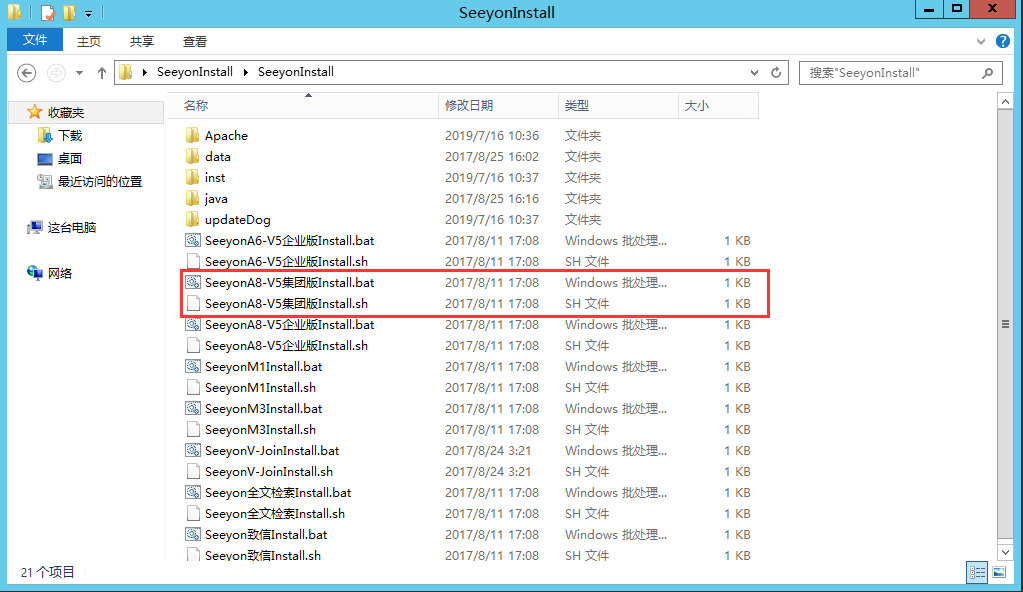 SeeyonInstall
文件 主页 共享 查看
SeeyonInstall SeeyonInstall 搜索"SeeyonInstall"
名称 修改日期 类型 大小
收藏夹
下载
桌面
最近访问的位置
这台电脑
网络
Apache 2019/7/16 10:36 文件夹
data 2017/8/25 16:02 文件夹
inst 2019/7/16 10:37 文件夹
java 2017/8/25 16:16 文件夹
updateDog 2019/7/16 10:37 文件夹
SeeyonA6-V5企业版Install.bat 2017/8/11 17:08 Windows 批处理... 1 KB
SeeyonA6-V5企业版Install.sh 2017/8/11 17:08 SH 文件 1 KB
SeeyonA8-V5集团版Install.bat 2017/8/11 17:08 Windows 批处理... 1 KB
SeeyonA8-V5集团版Install.sh 2017/8/11 17:08 SH 文件 1 KB
SeeyonA8-V5企业版Install.bat 2017/8/11 17:08 Windows 批处理... 1 KB
SeeyonA8-V5企业版Install.sh 2017/8/11 17:08 SH 文件 1 KB
SeeyonM1Install.bat 2017/8/11 17:08 Windows 批处理... 1 KB
SeeyonM1Install.sh 2017/8/11 17:08 SH 文件 1 KB
SeeyonM3Install.bat 2017/8/11 17:08 Windows 批处理... 1 KB
SeeyonM3Install.sh 2017/8/11 17:08 SH 文件 1 KB
SeeyonV-JoinInstall.bat 2017/8/24 3:21 Windows 批处理... 1 KB
SeeyonV-JoinInstall.sh 2017/8/24 3:21 SH 文件 1 KB
Seeyon全文检索Install.bat 2017/8/11 17:08 Windows 批处理... 1 KB
Seeyon全文检索Install.sh 2017/8/11 17:08 SH 文件 1 KB
Seeyon致信Install.bat 2017/8/11 17:08 Windows 批处理... 1 KB
Seeyon致信Install.sh 2017/8/11 17:08 SH 文件 1 KB
21 个项目